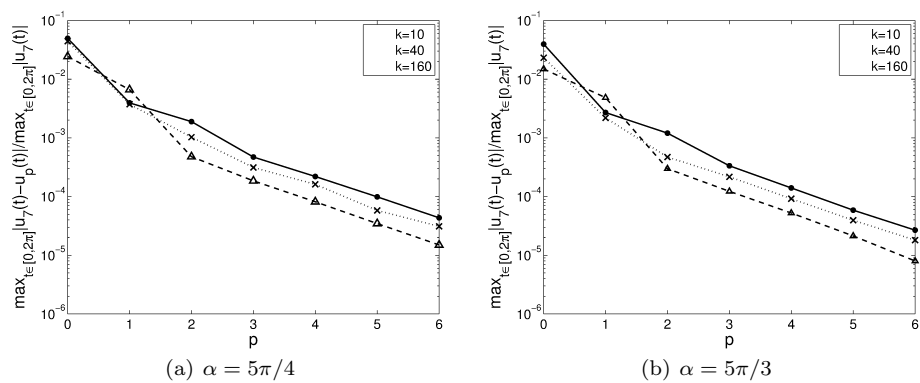 max_{t∈[0,2π]}|u_7(t)−u_p(t)|/max_{t∈[0,2π]}|u_7(t)|
10^{-1}
10^{-2}
10^{-3}
10^{-4}
10^{-5}
10^{-6}
k=10
k=40
k=160
0 1 2 3 4 5 6
p
(a) α = 5π/4
max_{t∈[0,2π]}|u_7(t)−u_p(t)|/max_{t∈[0,2π]}|u_7(t)|
10^{-1}
10^{-2}
10^{-3}
10^{-4}
10^{-5}
10^{-6}
k=10
k=40
k=160
0 1 2 3 4 5 6
p
(b) α = 5π/3